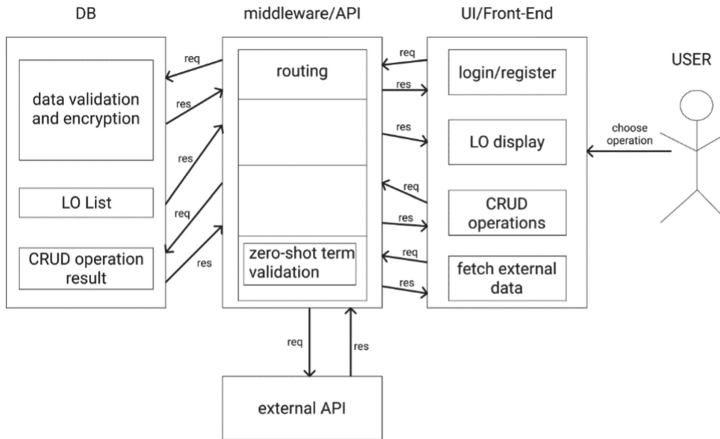 DB
middleware/API
UI/Front-End
USER
data validation
and encryption
LO List
CRUD operation
result
req
res
res
req
res
routing
zero-shot term
validation
req
res
res
req
res
req
res
login/register
LO display
CRUD
operations
fetch external
data
choose
operation
req
res
external API